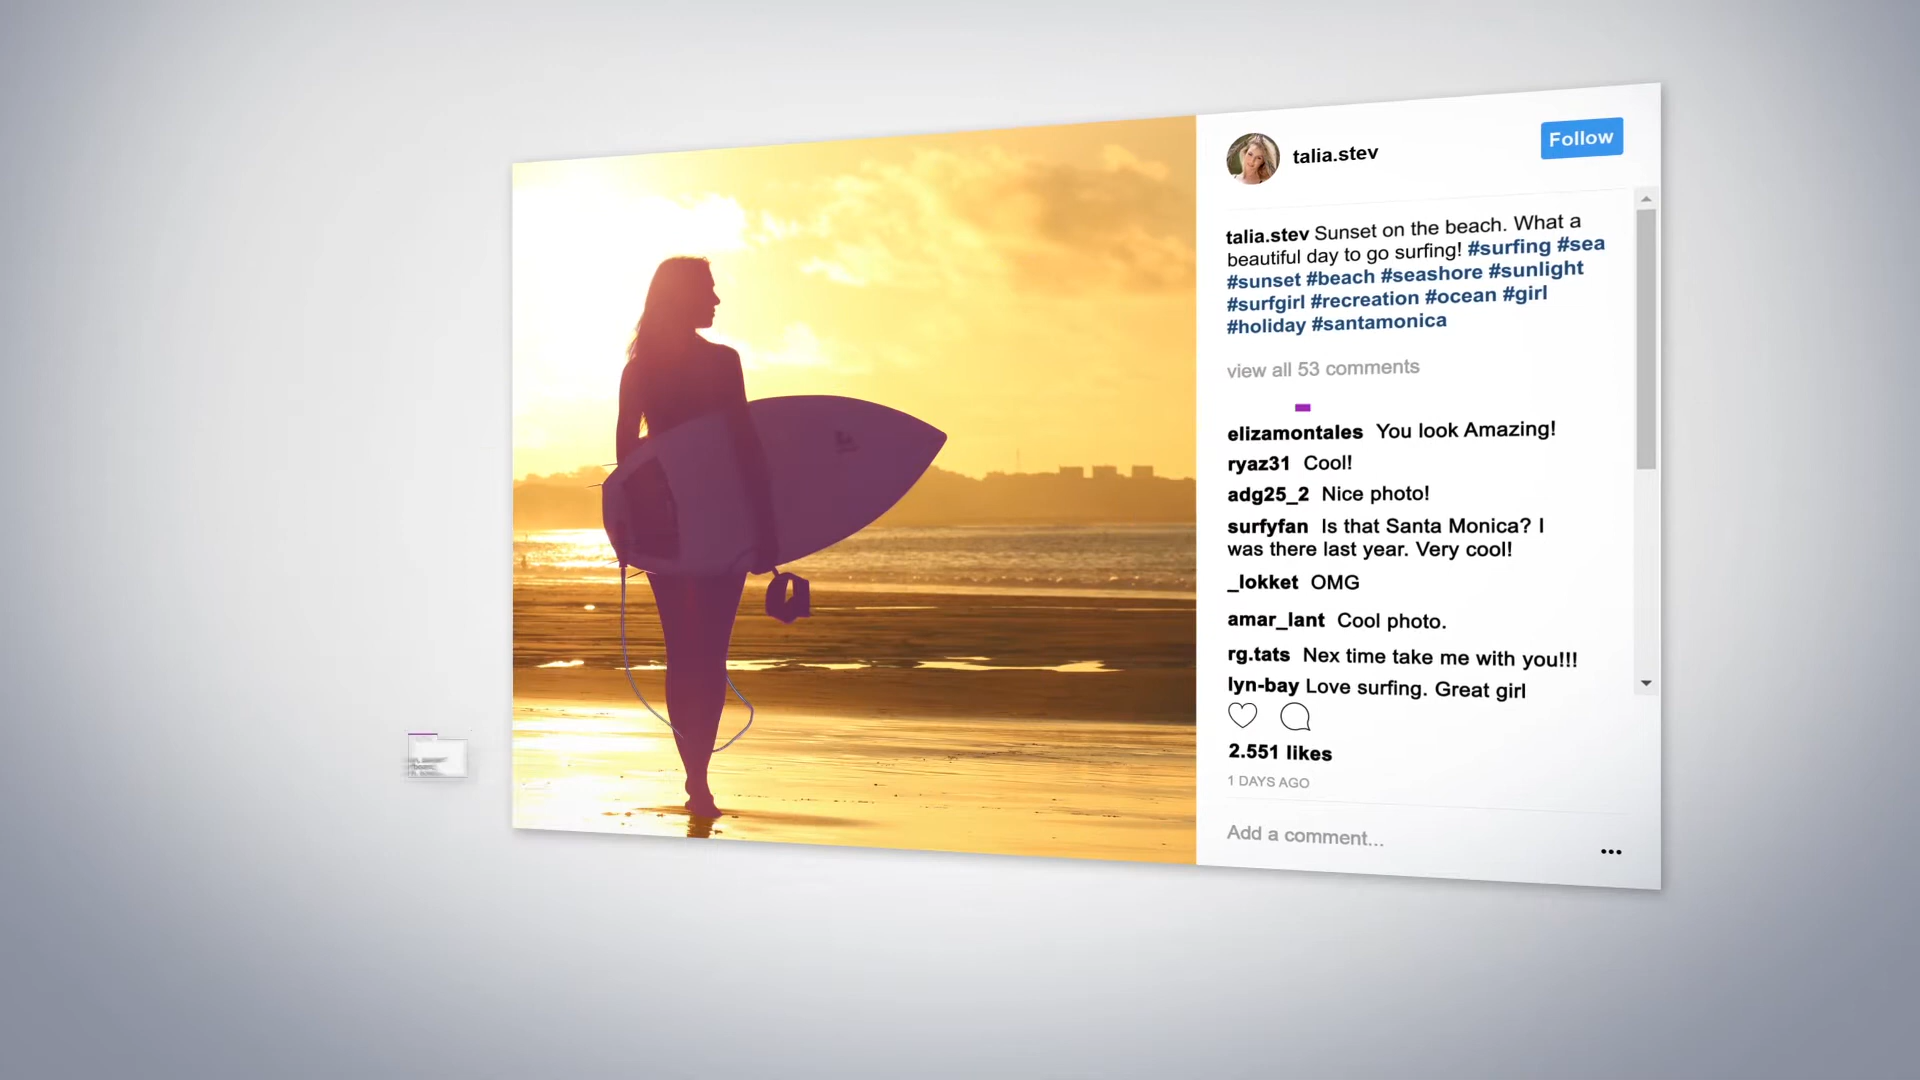 talia.stev
Follow
talia.stev Sunset on the beach. What a
beautiful day to go surfing! #surfing #sea
#sunset #beach #seashore #sunlight
#surfgirl #recreation #ocean #girl
#holiday #santamonica
view all 53 comments
elizamontales You look Amazing!
ryaz31 Cool!
adg25_2 Nice photo!
surfyfan Is that Santa Monica? I
was there last year. Very cool!
_lokket OMG
amar_lant Cool photo.
rg.tats Nex time take me with you!!!
lyn-bay Love surfing. Great girl
2.551 likes
1 DAYS AGO
Add a comment...